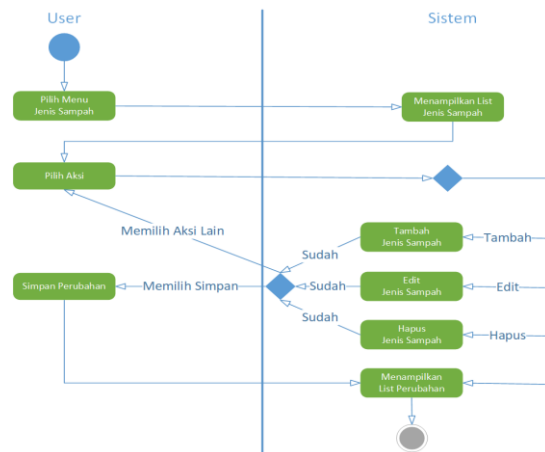 User
Sistem
Pilih Menu
Jenis Sampah
Menampilkan List
Jenis Sampah
Pilih Aksi
Memilih Aksi Lain
Tambah
Jenis Sampah
Tambah
Sudah
Simpan Perubahan
Memilih Simpan
Sudah
Edit
Jenis Sampah
Edit
Sudah
Hapus
Jenis Sampah
Hapus
Menampilkan
List Perubahan